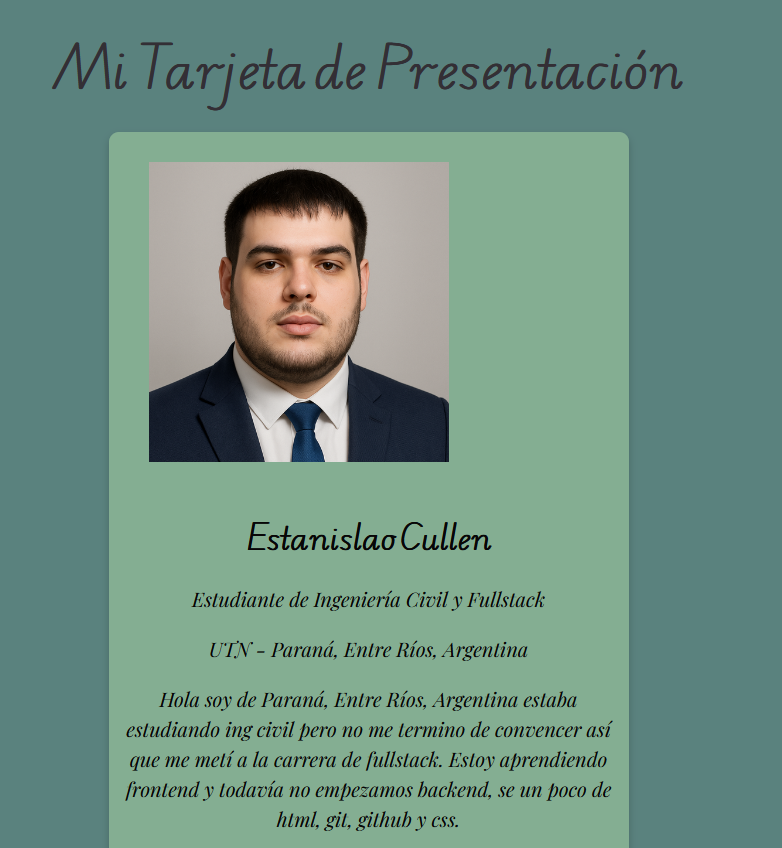 Mi Tarjeta de Presentación
Estanislao Cullen
Estudiante de Ingeniería Civil y Fullstack
UTN - Paraná, Entre Ríos, Argentina
Hola soy de Paraná, Entre Ríos, Argentina estaba
estudiando ing civil pero no me termino de convencer así
que me metí a la carrera de fullstack. Estoy aprendiendo
frontend y todavía no empezamos backend, se un poco de
html, git, github y css.